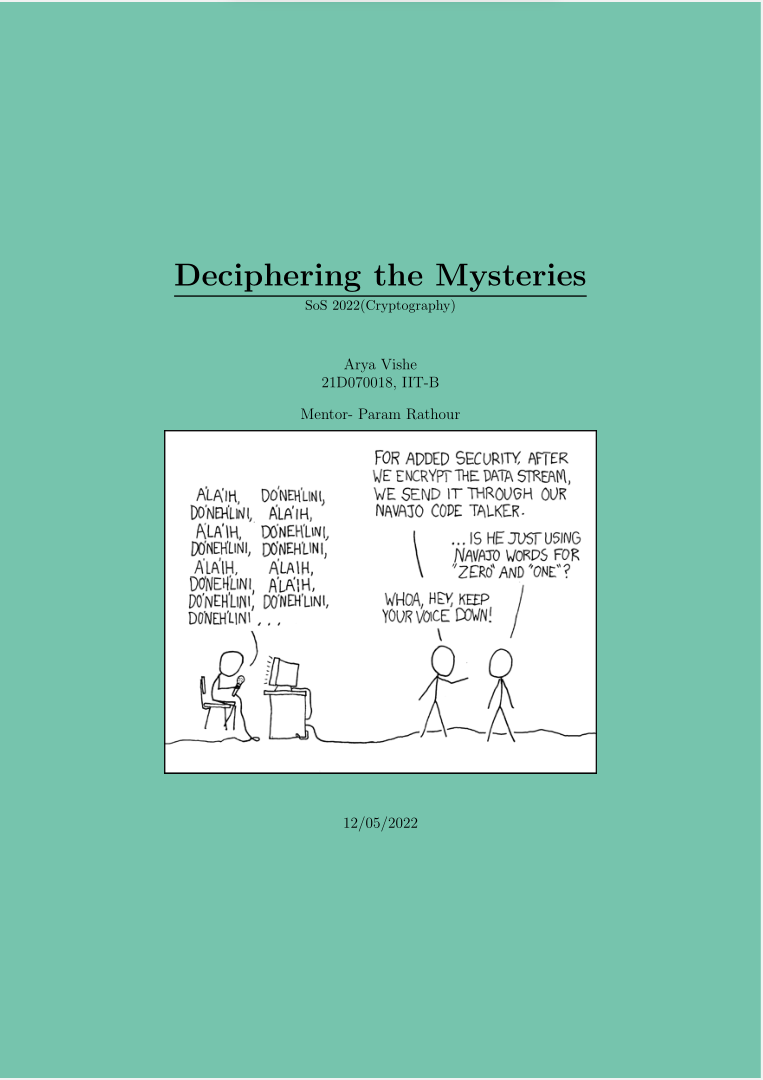 Deciphering the Mysteries
SoS 2022(Cryptography)
Arya Vishe
21D070018, IIT-B
Mentor- Param Rathour
A'LA'IH, DO'NEH'LINI,
DO'NEH'LINI, A'LA'IH,
A'LA'IH, DO'NEH'LINI,
DO'NEH'LINI, DO'NEH'LINI,
A'LA'IH, A'LA'IH,
DO'NEH'LINI, A'LA'IH,
DO'NEH'LINI, DO'NEH'LINI,
DO'NEH'LINI ...
FOR ADDED SECURITY, AFTER
WE ENCRYPT THE DATA STREAM,
WE SEND IT THROUGH OUR
NAVAJO CODE TALKER.
... IS HE JUST USING
NAVAJO WORDS FOR
"ZERO" AND "ONE"?
WHOA, HEY, KEEP
YOUR VOICE DOWN!
12/05/2022